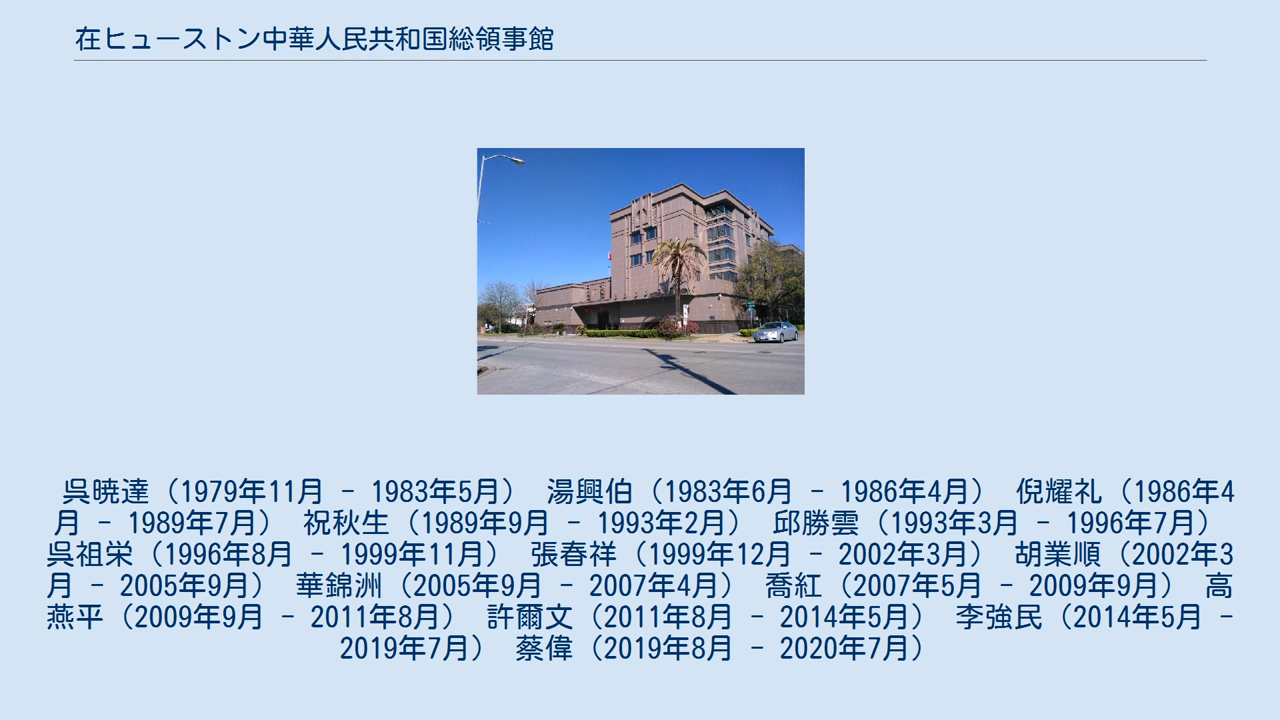 在ヒューストン中華人民共和国総領事館
呉暁達（1979年11月 - 1983年5月） 湯興伯（1983年6月 - 1986年4月） 倪耀礼（1986年4
月 - 1989年7月） 祝秋生（1989年9月 - 1993年2月） 邱勝雲（1993年3月 - 1996年7月）
呉祖栄（1996年8月 - 1999年11月） 張春祥（1999年12月 - 2002年3月） 胡業順（2002年3
月 - 2005年9月） 華錦洲（2005年9月 - 2007年4月） 喬紅（2007年5月 - 2009年9月） 高
燕平（2009年9月 - 2011年8月） 許爾文（2011年8月 - 2014年5月） 李強民（2014年5月 -
2019年7月） 蔡偉（2019年8月 - 2020年7月）